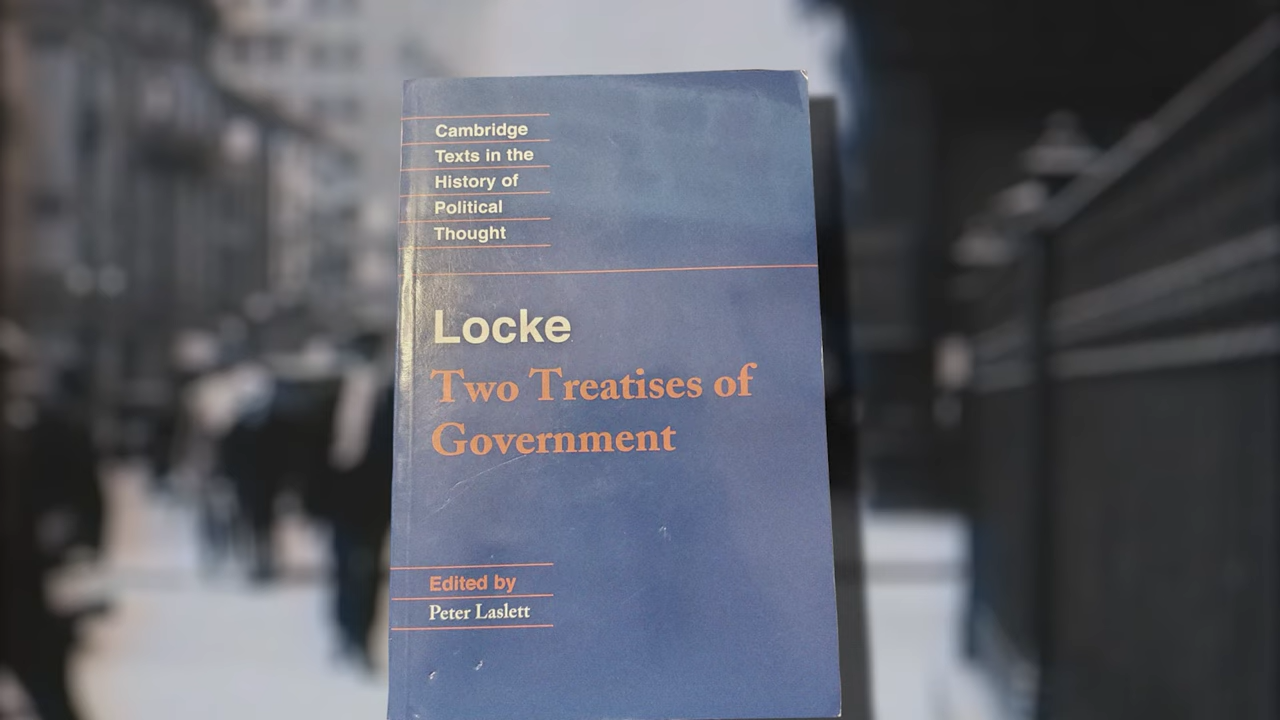 Cambridge
Texts in the
History of
Political
Thought
Locke
Two Treatises of
Government
Edited by
Peter Laslett